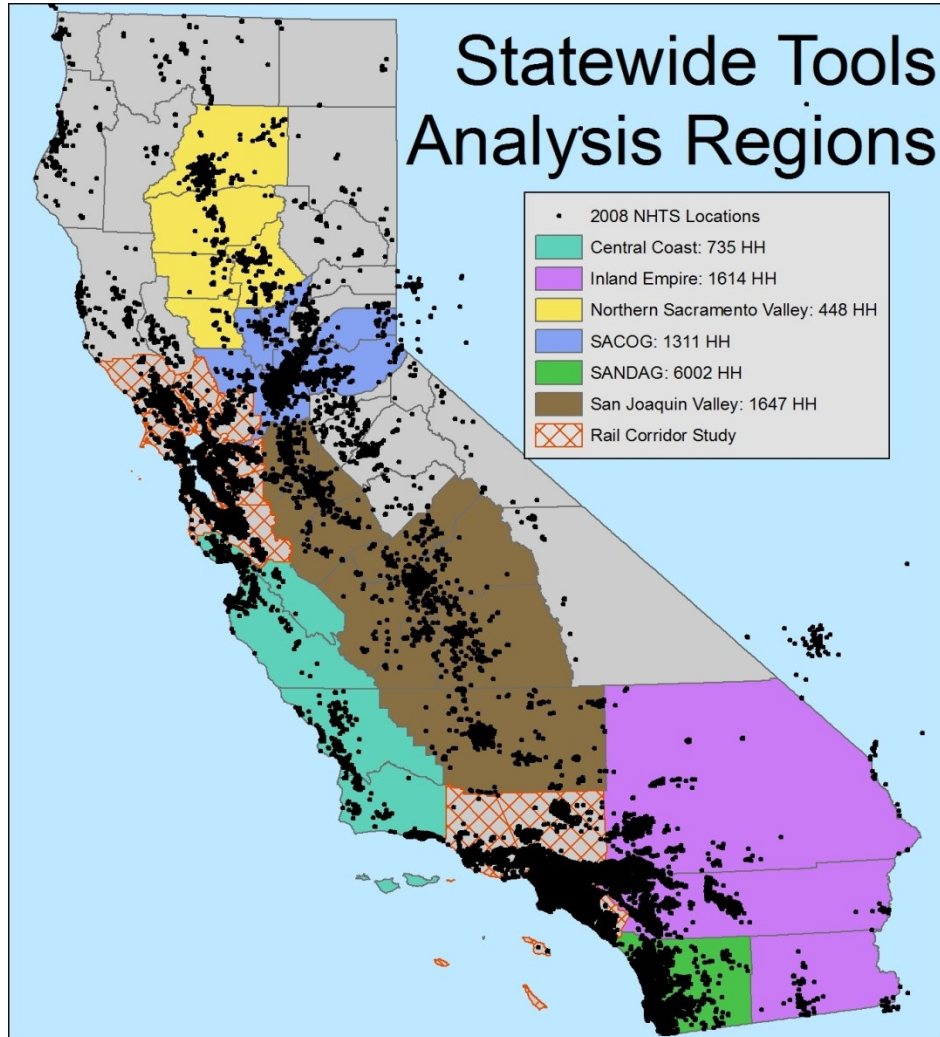 Statewide Tools
Analysis Regions
2008 NHTS Locations
Central Coast: 735 HH
Inland Empire: 1614 HH
Northern Sacramento Valley: 448 HH
SACOG: 1311 HH
SANDAG: 6002 HH
San Joaquin Valley: 1647 HH
Rail Corridor Study